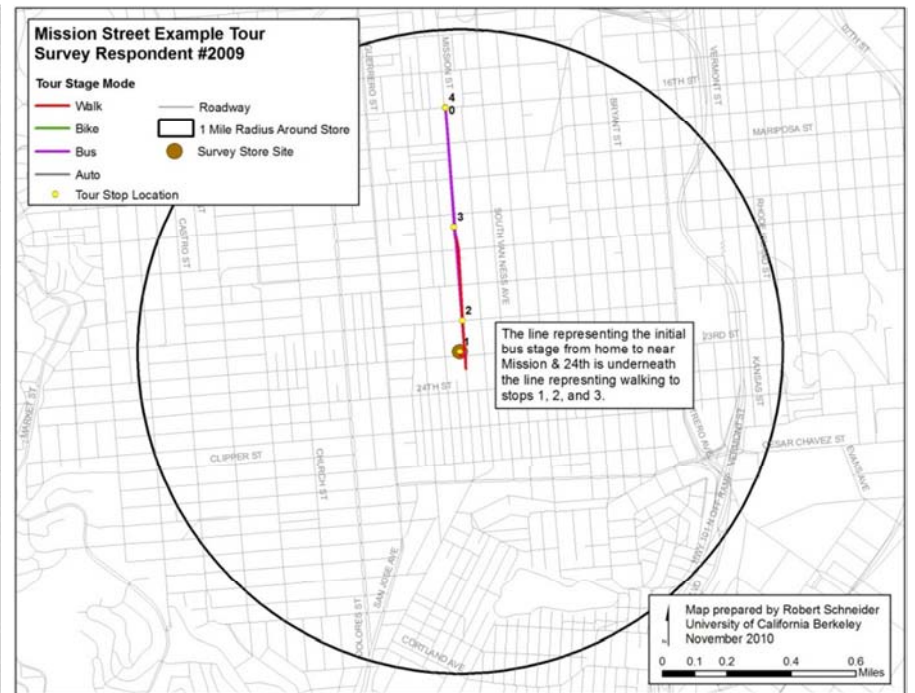 Mission Street Example Tour
Survey Respondent #2009
Tour Stage Mode
Walk
Bike
Bus
Auto
Tour Stop Location
Roadway
1 Mile Radius Around Store
Survey Store Site
GUERRERO ST
MISSION ST
VERMONT ST
16TH ST
BRYANT ST
MARIPOSA ST
4
0
3
CASTRO ST
SOUTH VAN NESS AVE
2
1
23RD ST
The line representing the initial
bus stage from home to near
Mission & 24th is underneath
the line represnting walking to
stops 1, 2, and 3.
24TH ST
KANSAS ST
MARKET ST
CLIPPER ST
CHURCH ST
CESAR CHAVEZ ST
EVANS AVE
SAN JOSE AVE
DOLORES ST
CORTLAND AVE
Map prepared by Robert Schneider
University of California Berkeley
November 2010
0 0.1 0.2 0.4 0.6
Miles